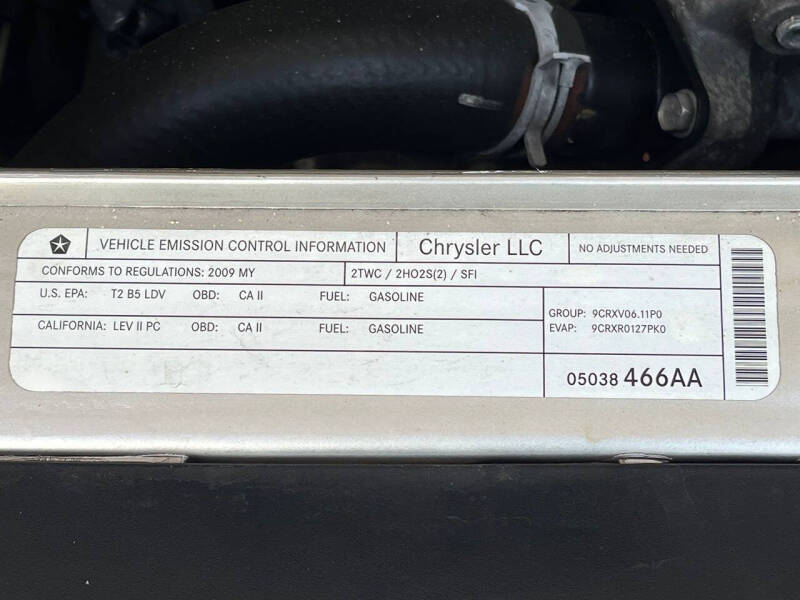 VEHICLE EMISSION CONTROL INFORMATION Chrysler LLC NO ADJUSTMENTS NEEDED
CONFORMS TO REGULATIONS: 2009 MY 2TWC / 2HO2S(2) / SFI
U.S. EPA: T2 B5 LDV OBD: CA II FUEL: GASOLINE
CALIFORNIA: LEV II PC OBD: CA II FUEL: GASOLINE
GROUP: 9CRXV06.11P0
EVAP: 9CRXR0127PK0
05038 466AA